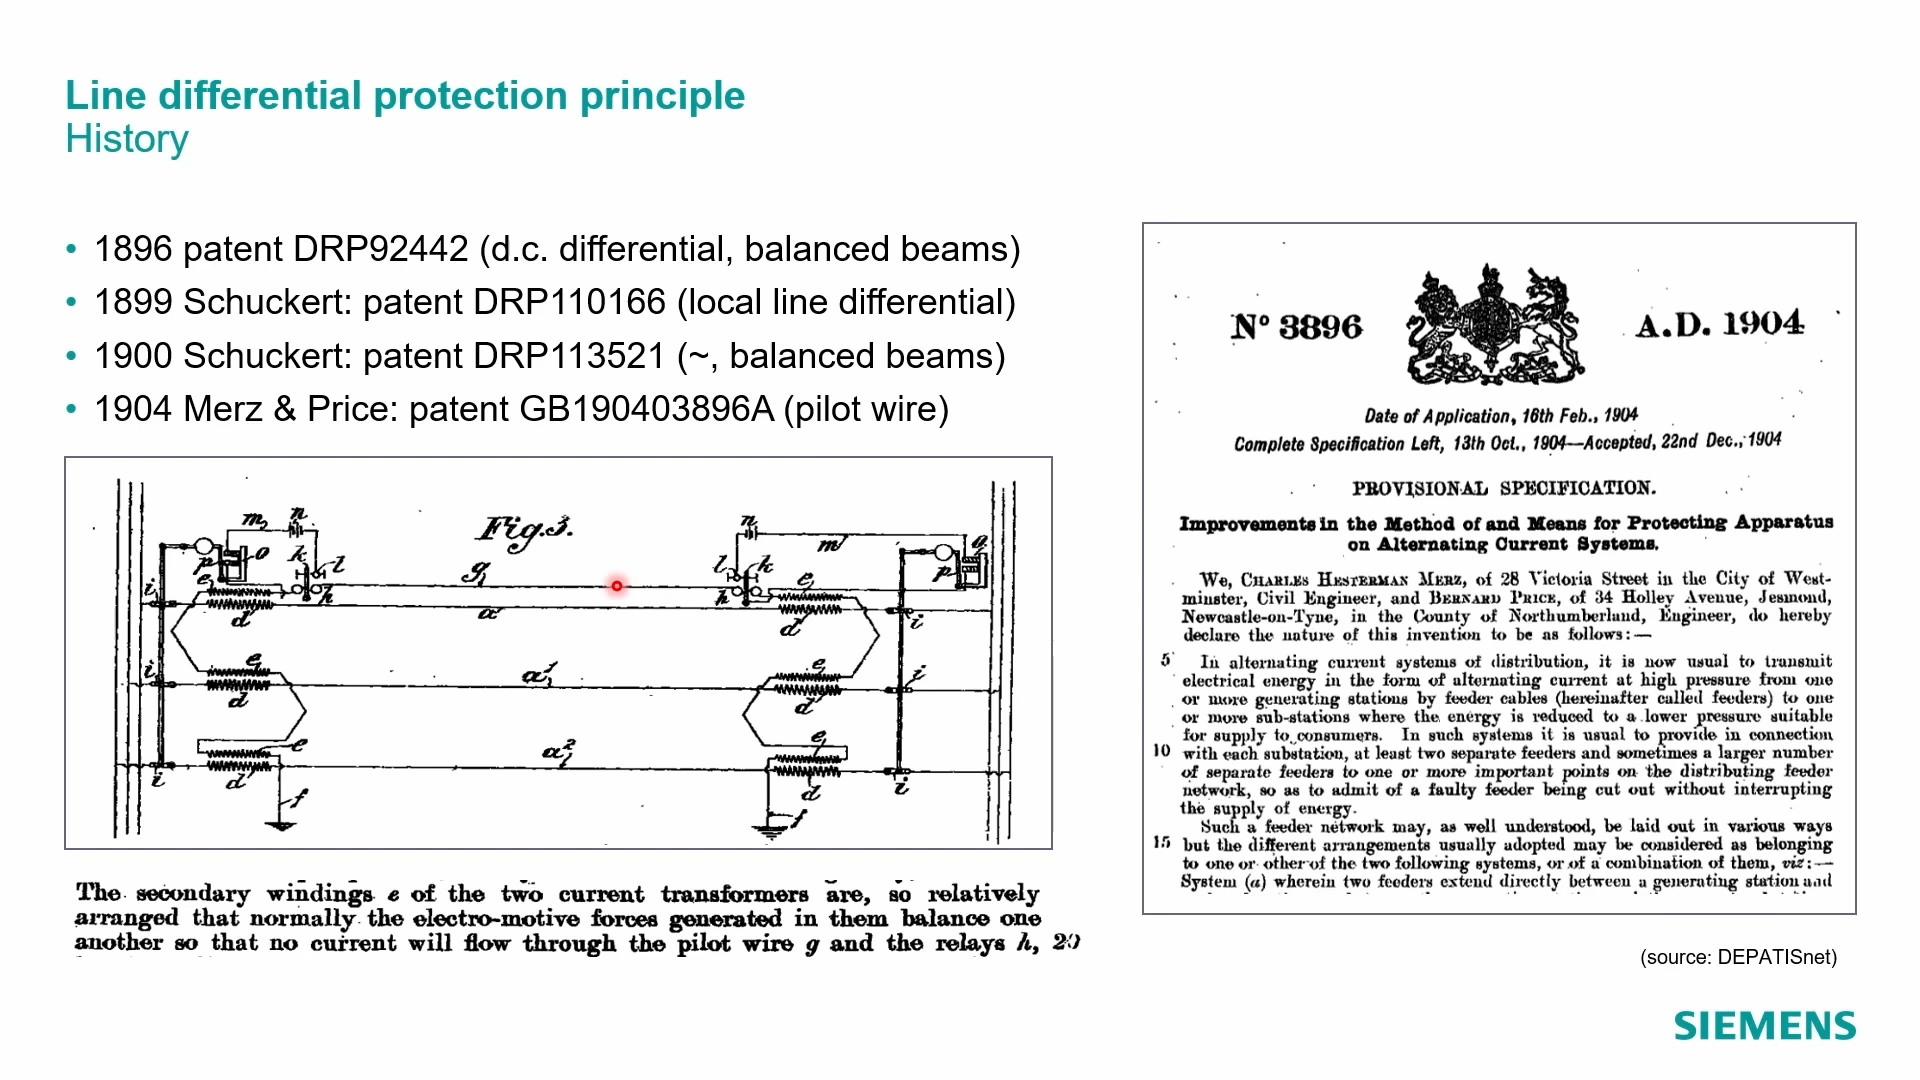 Line differential protection principle
History
• 1896 patent DRP92442 (d.c. differential, balanced beams)
• 1899 Schuckert: patent DRP110166 (local line differential)
• 1900 Schuckert: patent DRP113521 (~, balanced beams)
• 1904 Merz & Price: patent GB190403896A (pilot wire)
Fig.3.
m n n m
p o k l l k p
e g e
h h
i d a d i
i e a¹ e i
d d
e a² e
i d d i
f f
The secondary windings e of the two current transformers are, so relatively
arranged that normally the electro-motive forces generated in them balance one
another so that no current will flow through the pilot wire g and the relays h, 20
Nº 3896 A.D. 1904
Date of Application, 16th Feb., 1904
Complete Specification Left, 13th Oct., 1904—Accepted, 22nd Dec., 1904
PROVISIONAL SPECIFICATION.
Improvements in the Method of and Means for Protecting Apparatus
on Alternating Current Systems.
We, CHARLES HESTERMAN MERZ, of 28 Victoria Street in the City of West-
minster, Civil Engineer, and BERNARD PRICE, of 34 Holley Avenue, Jesmond,
Newcastle-on-Tyne, in the County of Northumberland, Engineer, do hereby
declare the nature of this invention to be as follows:—
5 In alternating current systems of distribution, it is now usual to transmit
electrical energy in the form of alternating current at high pressure from one
or more generating stations by feeder cables (hereinafter called feeders) to one
or more sub-stations where the energy is reduced to a lower pressure suitable
for supply to consumers. In such systems it is usual to provide in connection
10 with each substation, at least two separate feeders and sometimes a larger number
of separate feeders to one or more important points on the distributing feeder
network, so as to admit of a faulty feeder being cut out without interrupting
the supply of energy.
Such a feeder network may, as well understood, be laid out in various ways
15 but the different arrangements usually adopted may be considered as belonging
to one or other of the two following systems, or of a combination of them, viz:—
System (a) wherein two feeders extend directly between a generating station and
(source: DEPATISnet)
SIEMENS